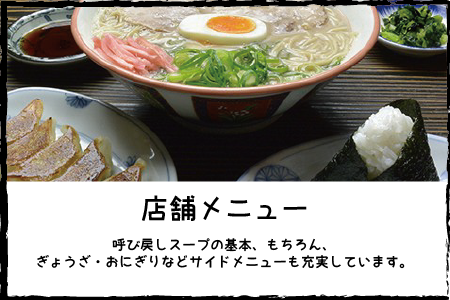 店舗メニュー
呼び戻しスープの基本、もちろん、
ぎょうざ・おにぎりなどサイドメニューも充実しています。